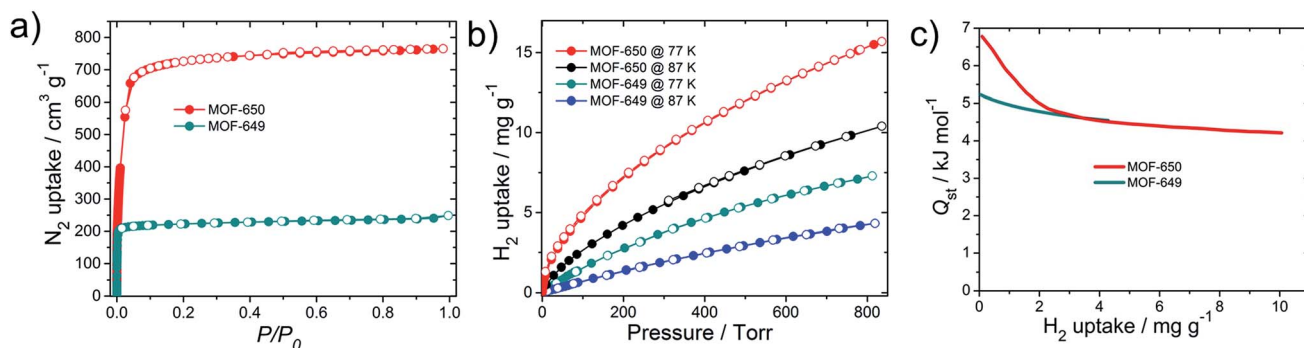 a)
N₂ uptake / cm³ g⁻¹
800
700
600
500
400
300
200
100
0
MOF-650
MOF-649
0.0 0.2 0.4 0.6 0.8 1.0
P/P₀
b)
H₂ uptake / mg g⁻¹
15
10
5
0
MOF-650 @ 77 K
MOF-650 @ 87 K
MOF-649 @ 77 K
MOF-649 @ 87 K
0 200 400 600 800
Pressure / Torr
c)
Qst / kJ mol⁻¹
7
6
5
4
3
2
1
0
MOF-650
MOF-649
0 2 4 6 8 10
H₂ uptake / mg g⁻¹